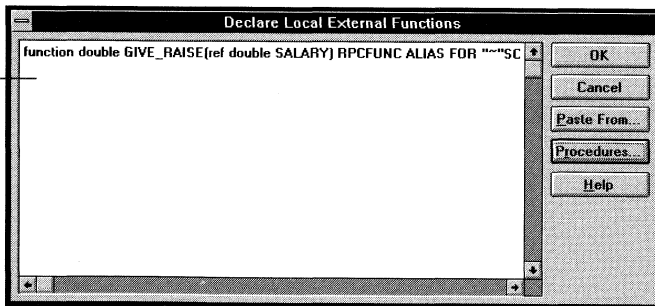 Declare Local External Functions
function double GIVE_RAISE(ref double SALARY) RPCFUNC ALIAS FOR "~"SC
OK
Cancel
Paste From...
Procedures...
Help